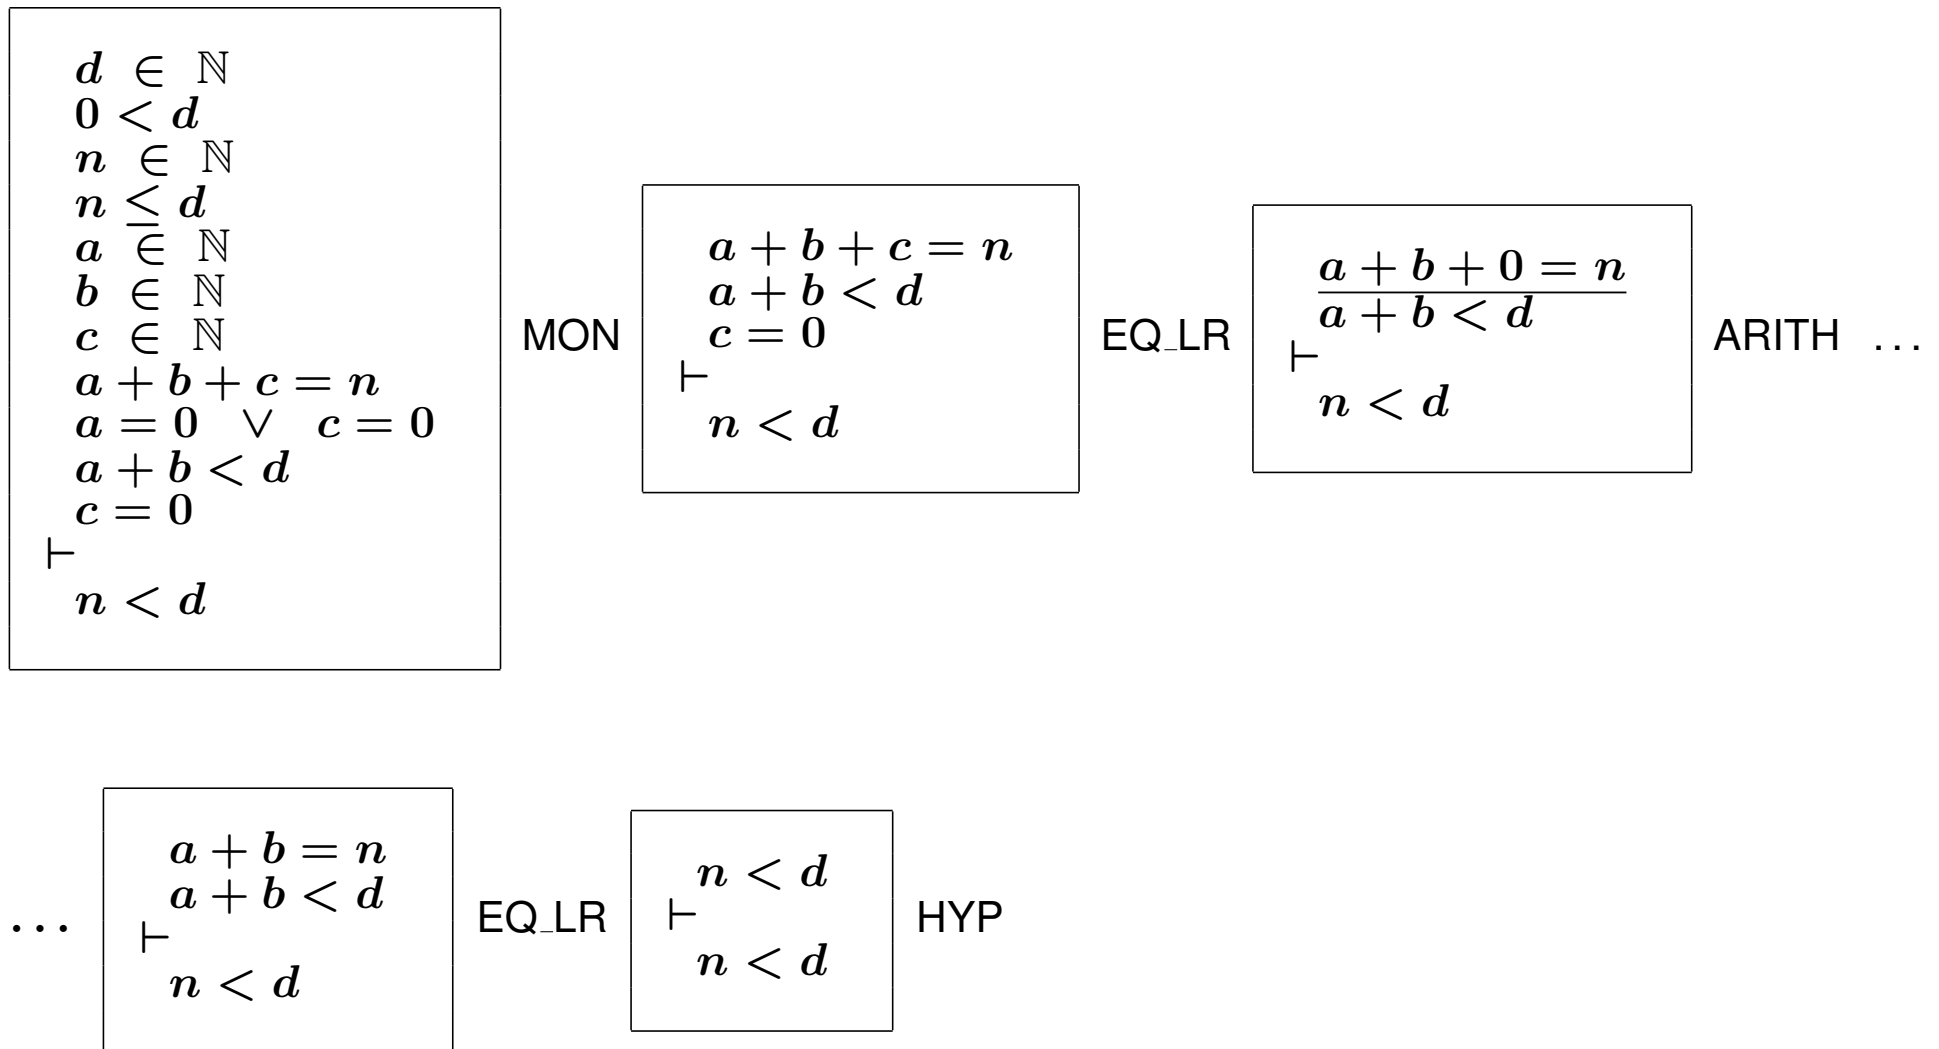 d ∈ ℕ
0 < d
n ∈ ℕ
n ≤ d
a ∈ ℕ
b ∈ ℕ
c ∈ ℕ
a + b + c = n
a = 0 ∨ c = 0
a + b < d
c = 0
⊢
n < d
MON
a + b + c = n
a + b < d
c = 0
⊢
n < d
EQ_LR
a + b + 0 = n
a + b < d
⊢
n < d
ARITH ...
...
a + b = n
a + b < d
⊢
n < d
EQ_LR
n < d
⊢
n < d
HYP